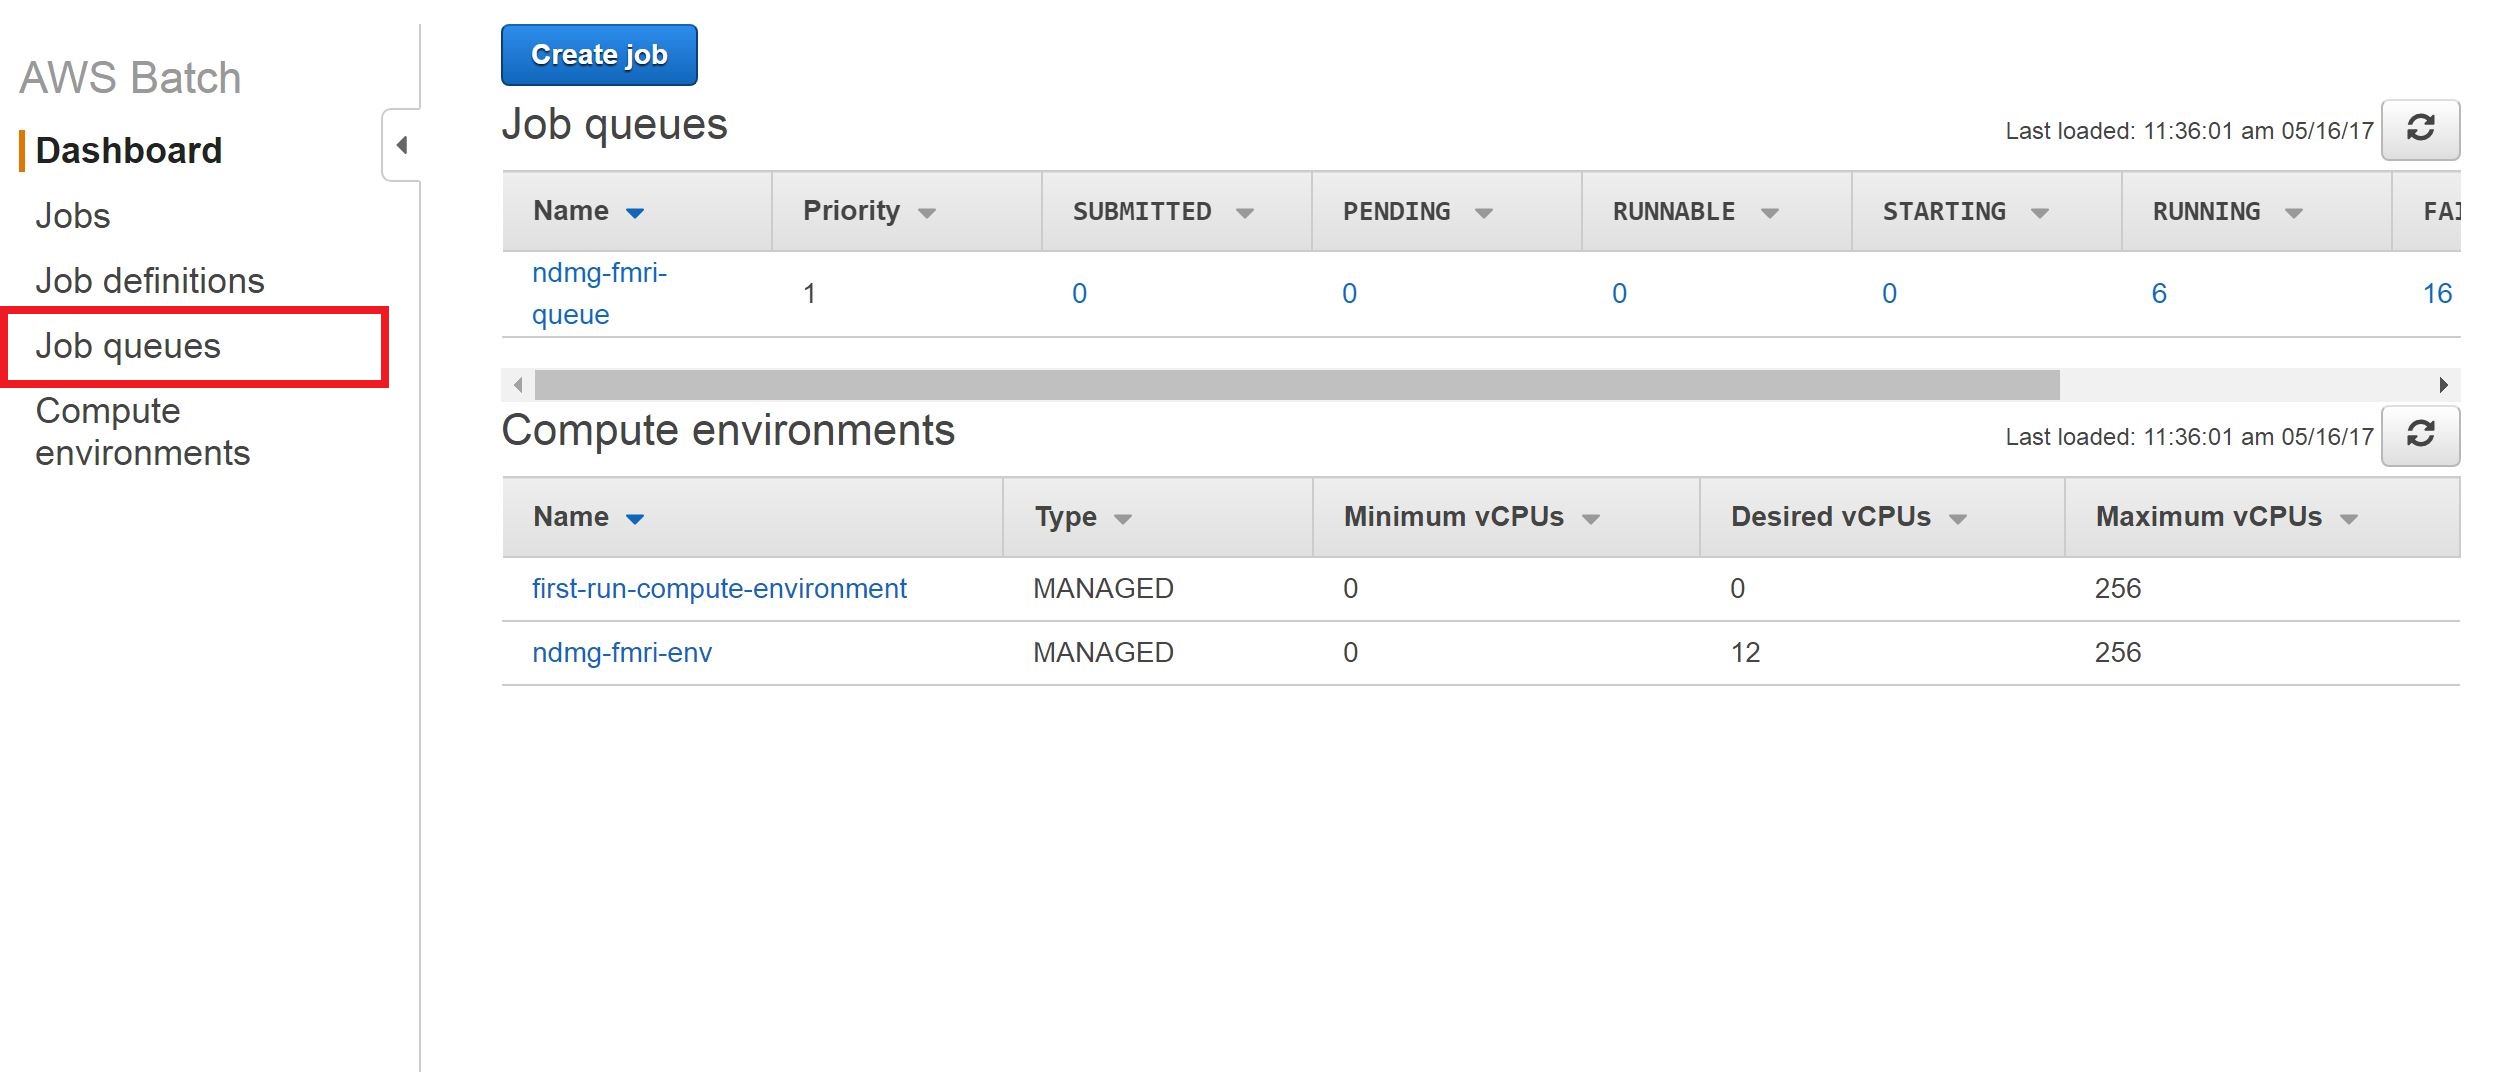 AWS Batch
Dashboard
Jobs
Job definitions
Job queues
Compute
environments
Create job
Job queues
Last loaded: 11:36:01 am 05/16/17
Name Priority SUBMITTED PENDING RUNNABLE STARTING RUNNING FAI
ndmg-fmri-
queue 1 0 0 0 0 6 16
Compute environments
Last loaded: 11:36:01 am 05/16/17
Name Type Minimum vCPUs Desired vCPUs Maximum vCPUs
first-run-compute-environment MANAGED 0 0 256
ndmg-fmri-env MANAGED 0 12 256